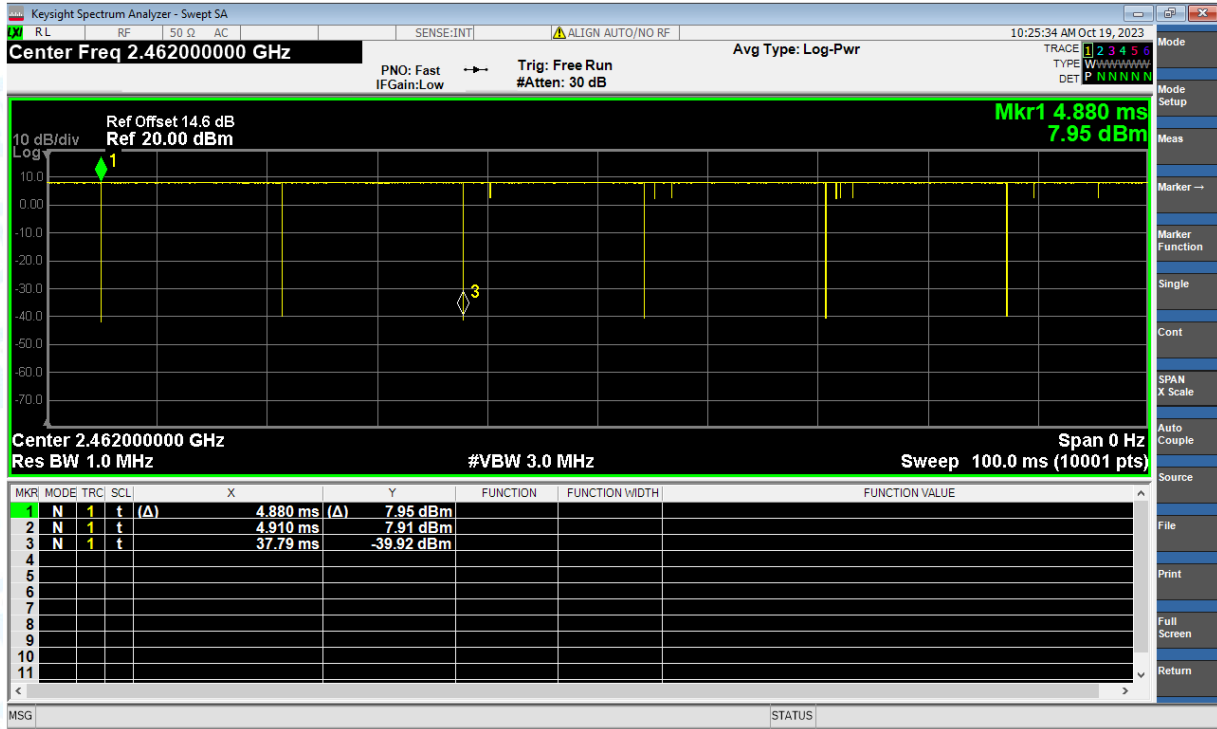 Keysight Spectrum Analyzer - Swept SA
LXI RL RF 50 Ω AC SENSE:INT ALIGN AUTO/NO RF 10:25:34 AM Oct 19, 2023
Center Freq 2.462000000 GHz
PNO: Fast
IFGain:Low
Trig: Free Run
#Atten: 30 dB
Avg Type: Log-Pwr
TRACE 1 2 3 4 5 6
TYPE WWWWWW
DET P N N N N N
Mkr1 4.880 ms
7.95 dBm
Ref Offset 14.6 dB
10 dB/div Ref 20.00 dBm
Log
1
10.0
0.00
-10.0
-20.0
-30.0
3
-40.0
-50.0
-60.0
-70.0
Center 2.462000000 GHz Span 0 Hz
Res BW 1.0 MHz #VBW 3.0 MHz Sweep 100.0 ms (10001 pts)
MKR MODE TRC SCL X Y FUNCTION FUNCTION WIDTH FUNCTION VALUE
1 N 1 t (Δ) 4.880 ms (Δ) 7.95 dBm
2 N 1 t 4.910 ms 7.91 dBm
3 N 1 t 37.79 ms -39.92 dBm
4
5
6
7
8
9
10
11
MSG STATUS
Mode
Mode
Setup
Meas
Marker →
Marker
Function
Single
Cont
SPAN
X Scale
Auto
Couple
Source
File
Print
Full
Screen
Return